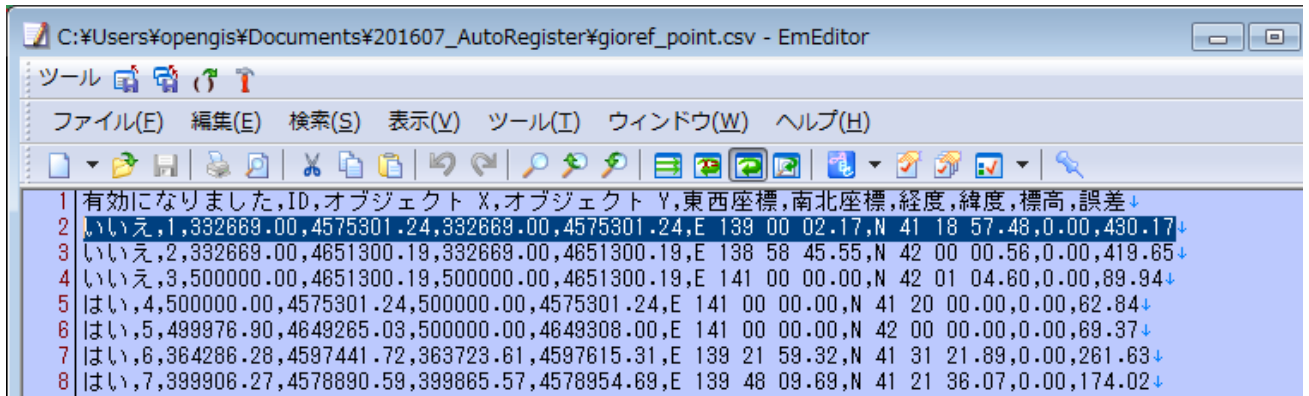 C:¥Users¥opengis¥Documents¥201607_AutoRegister¥gioref_point.csv - EmEditor
ツール
ファイル(F) 編集(E) 検索(S) 表示(V) ツール(T) ウィンドウ(W) ヘルプ(H)
1 有効になりました,ID,オブジェクト X,オブジェクト Y,東西座標,南北座標,経度,緯度,標高,誤差↓
2 いいえ,1,332669.00,4575301.24,332669.00,4575301.24,E 139 00 02.17,N 41 18 57.48,0.00,430.17↓
3 いいえ,2,332669.00,4651300.19,332669.00,4651300.19,E 138 58 45.55,N 42 00 00.56,0.00,419.65↓
4 いいえ,3,500000.00,4651300.19,500000.00,4651300.19,E 141 00 00.00,N 42 01 04.60,0.00,89.94↓
5 はい,4,500000.00,4575301.24,500000.00,4575301.24,E 141 00 00.00,N 41 20 00.00,0.00,62.84↓
6 はい,5,499976.90,4649265.03,500000.00,4649308.00,E 141 00 00.00,N 42 00 00.00,0.00,69.37↓
7 はい,6,364286.28,4597441.72,363723.61,4597615.31,E 139 21 59.32,N 41 31 21.89,0.00,261.63↓
8 はい,7,399906.27,4578890.59,399865.57,4578954.69,E 139 48 09.69,N 41 21 36.07,0.00,174.02↓